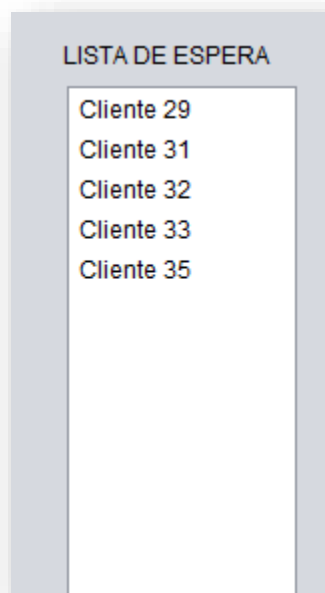 LISTA DE ESPERA
Cliente 29
Cliente 31
Cliente 32
Cliente 33
Cliente 35